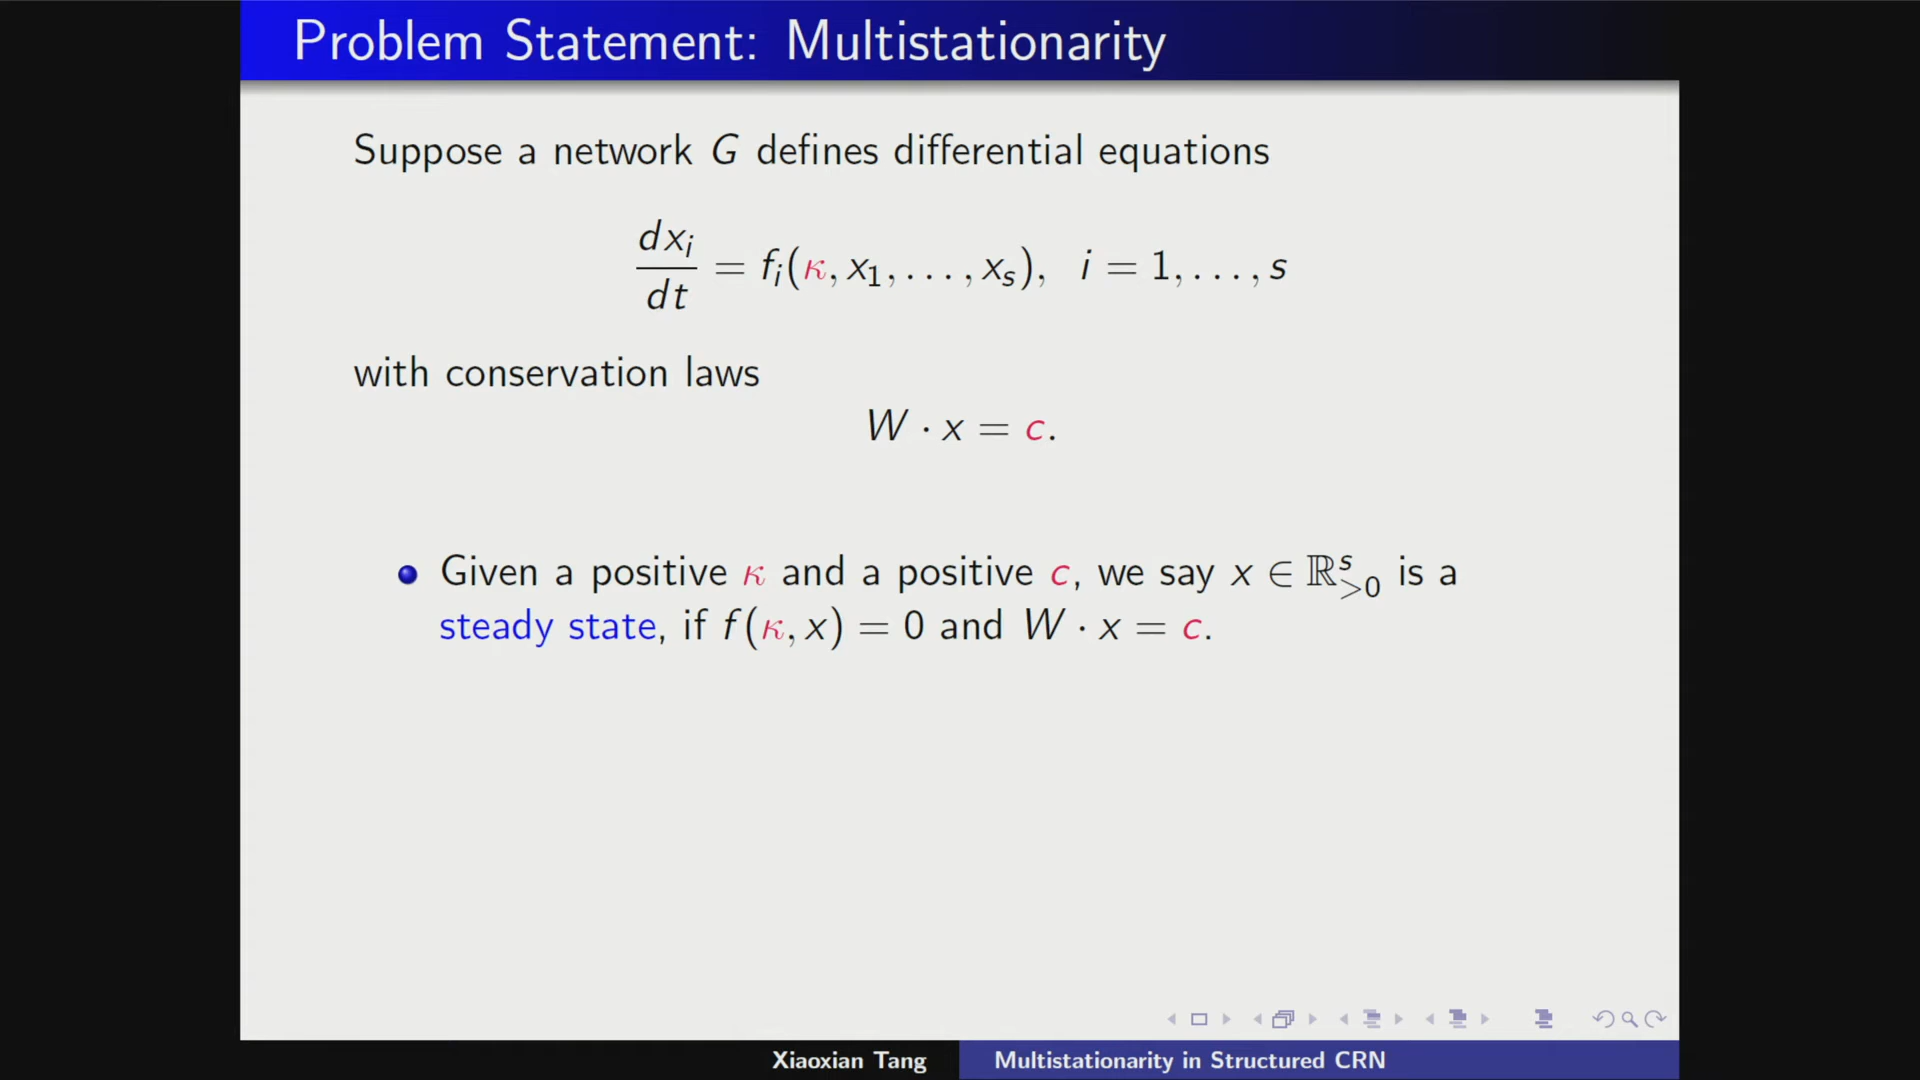 Problem Statement: Multistationarity
Suppose a network G defines differential equations
dx_i/dt = f_i(κ, x_1, . . . , x_s), i = 1, . . . , s
with conservation laws
W · x = c.
Given a positive κ and a positive c, we say x ∈ ℝ^s_{>0} is a
steady state, if f(κ, x) = 0 and W · x = c.
Xiaoxian Tang
Multistationarity in Structured CRN